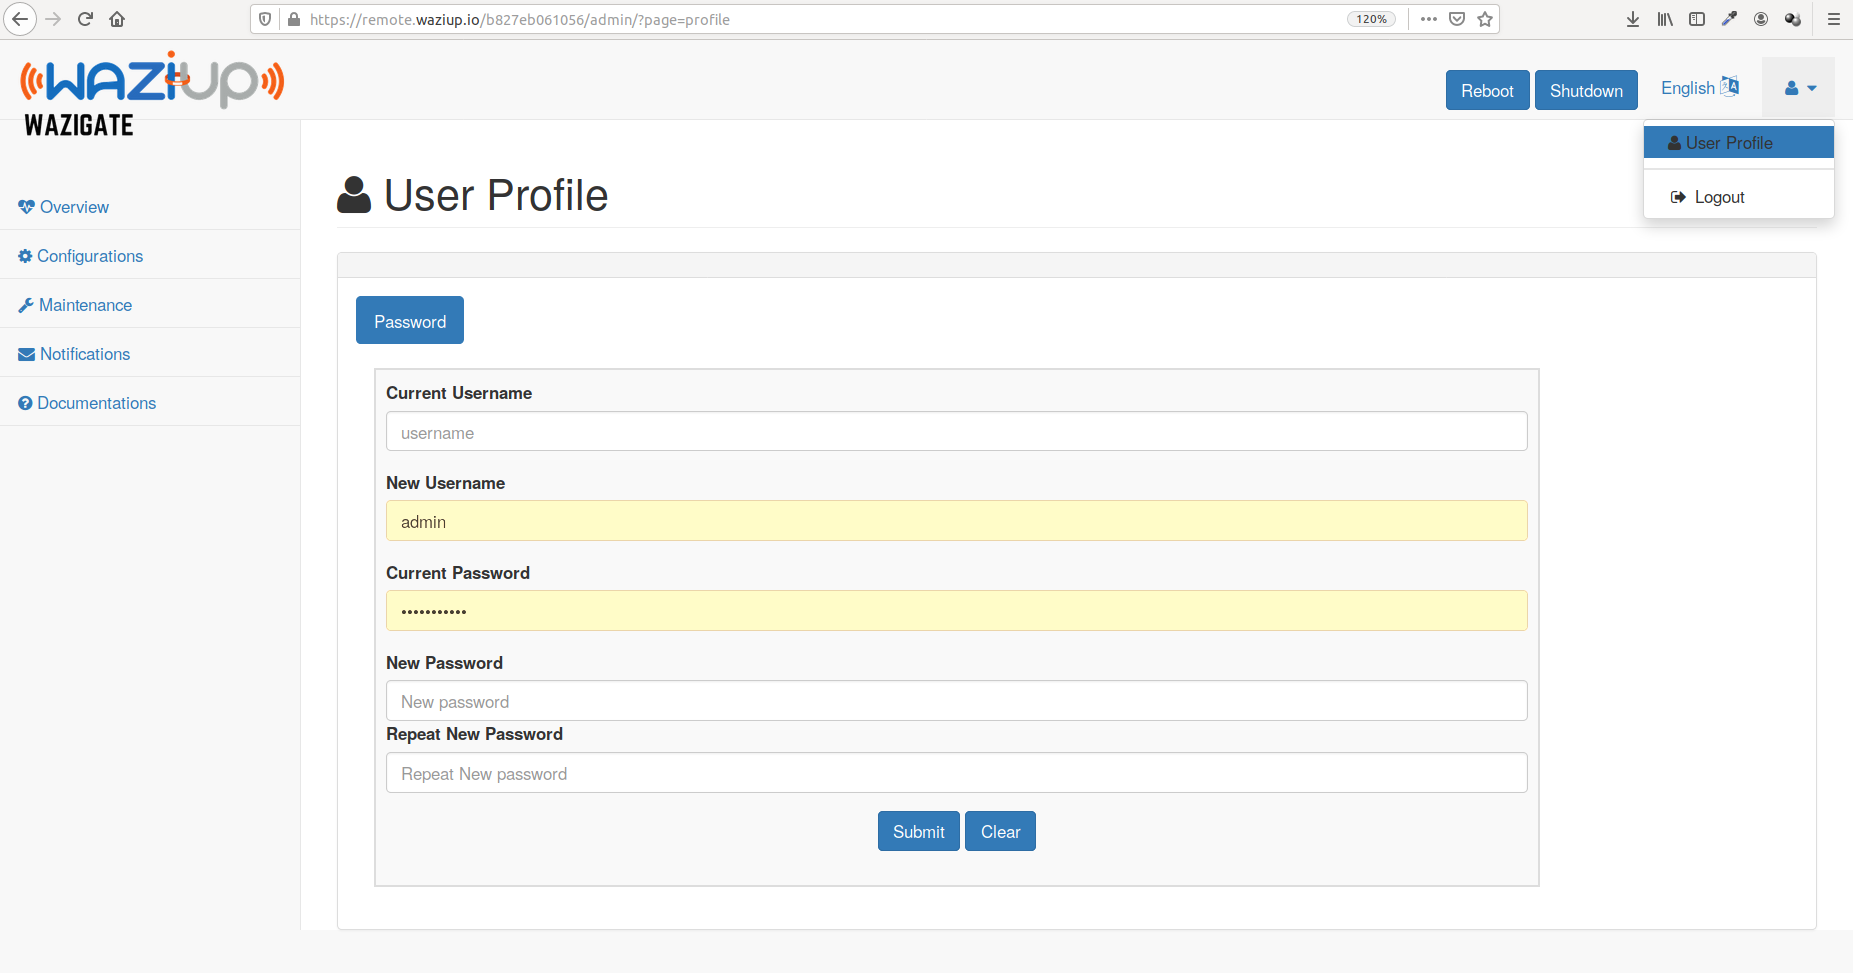 https://remote.waziup.io/b827eb061056/admin/?page=profile
120%
WAZIUP
WAZIGATE
Reboot
Shutdown
English
User Profile
Logout
Overview
Configurations
Maintenance
Notifications
Documentations
User Profile
Password
Current Username
username
New Username
admin
Current Password
•••••••••••
New Password
New password
Repeat New Password
Repeat New password
Submit
Clear